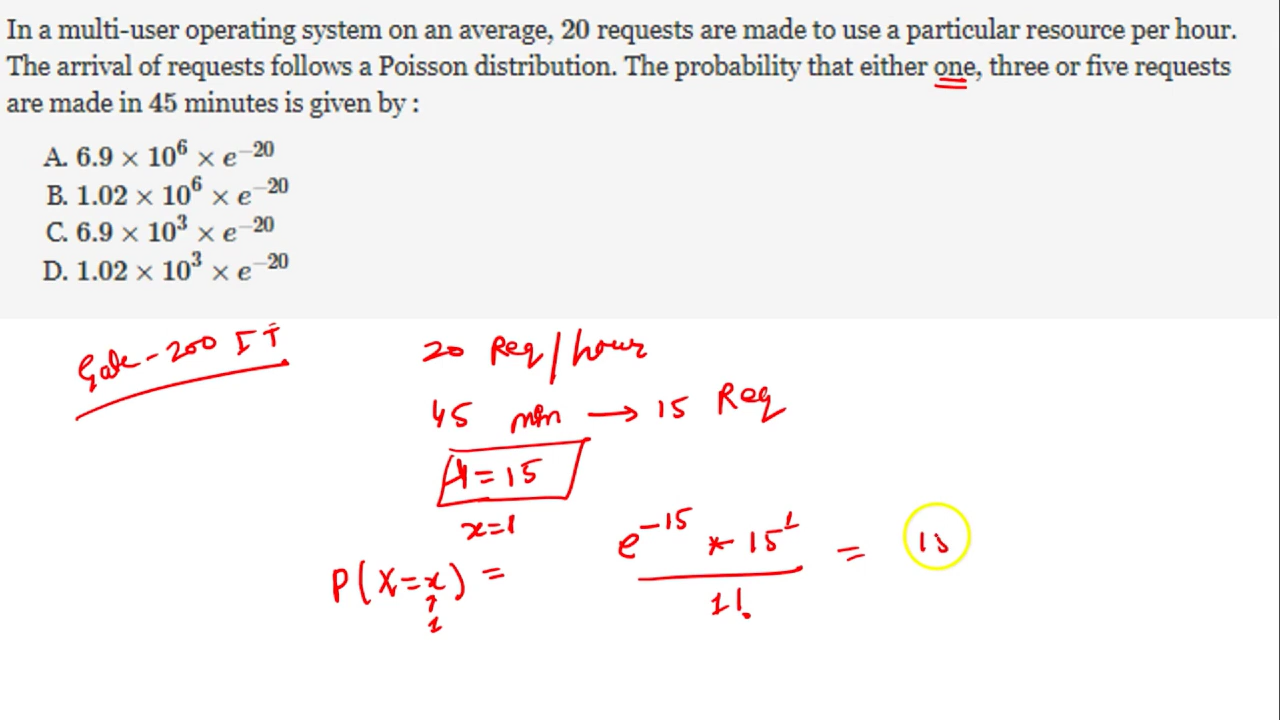 In a multi-user operating system on an average, 20 requests are made to use a particular resource per hour.
The arrival of requests follows a Poisson distribution. The probability that either one, three or five requests
are made in 45 minutes is given by :
A. 6.9 × 10⁶ × e⁻²⁰
B. 1.02 × 10⁶ × e⁻²⁰
C. 6.9 × 10³ × e⁻²⁰
D. 1.02 × 10³ × e⁻²⁰
Gate - 200 IT
20 Req/hour
45 min → 15 Req
λ = 15
x=1
P(X=x) = e⁻¹⁵ * 15¹ =
1
1!